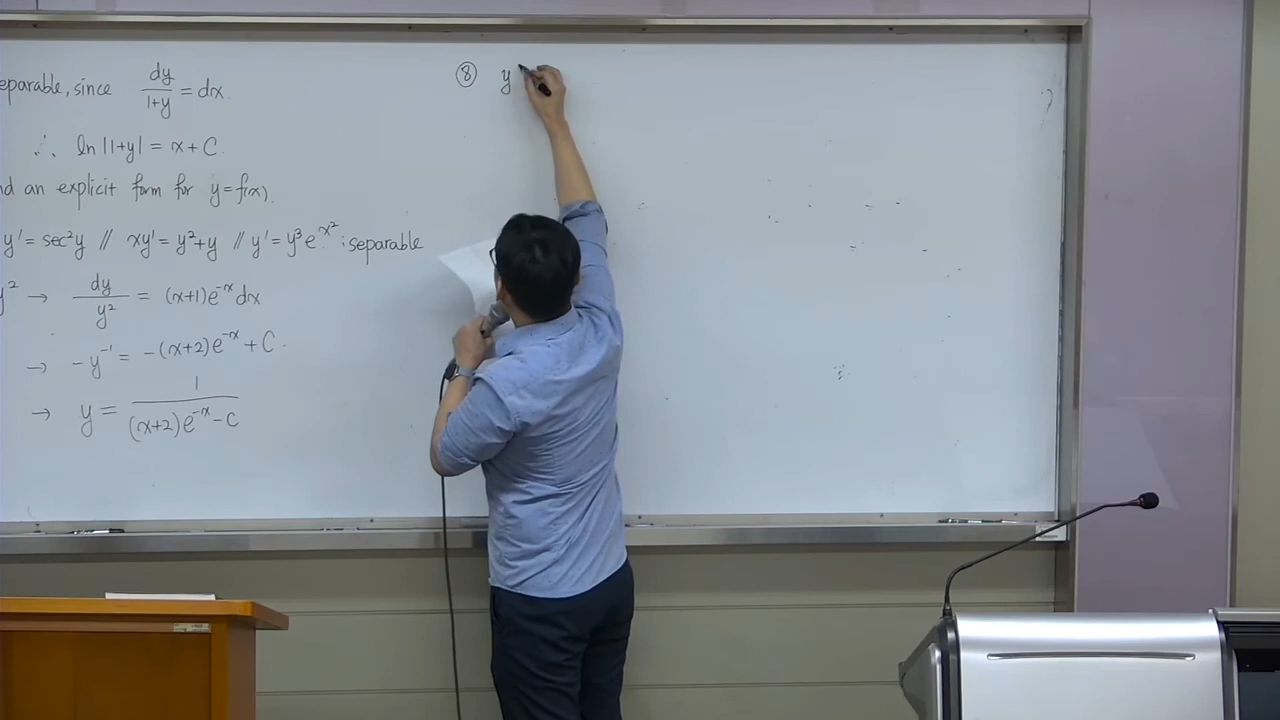 separable, since dy/(1+y) = dx.
∴ ln|1+y| = x + C.
an explicit form for y=f(x).
y' = sec²y // xy' = y²+y // y' = y³e^(x²) : separable
y² → dy/y² = (x+1)e^(-x)dx
→ -y^(-1) = -(x+2)e^(-x) + C.
→ y = 1/((x+2)e^(-x) - C)
⑧ y